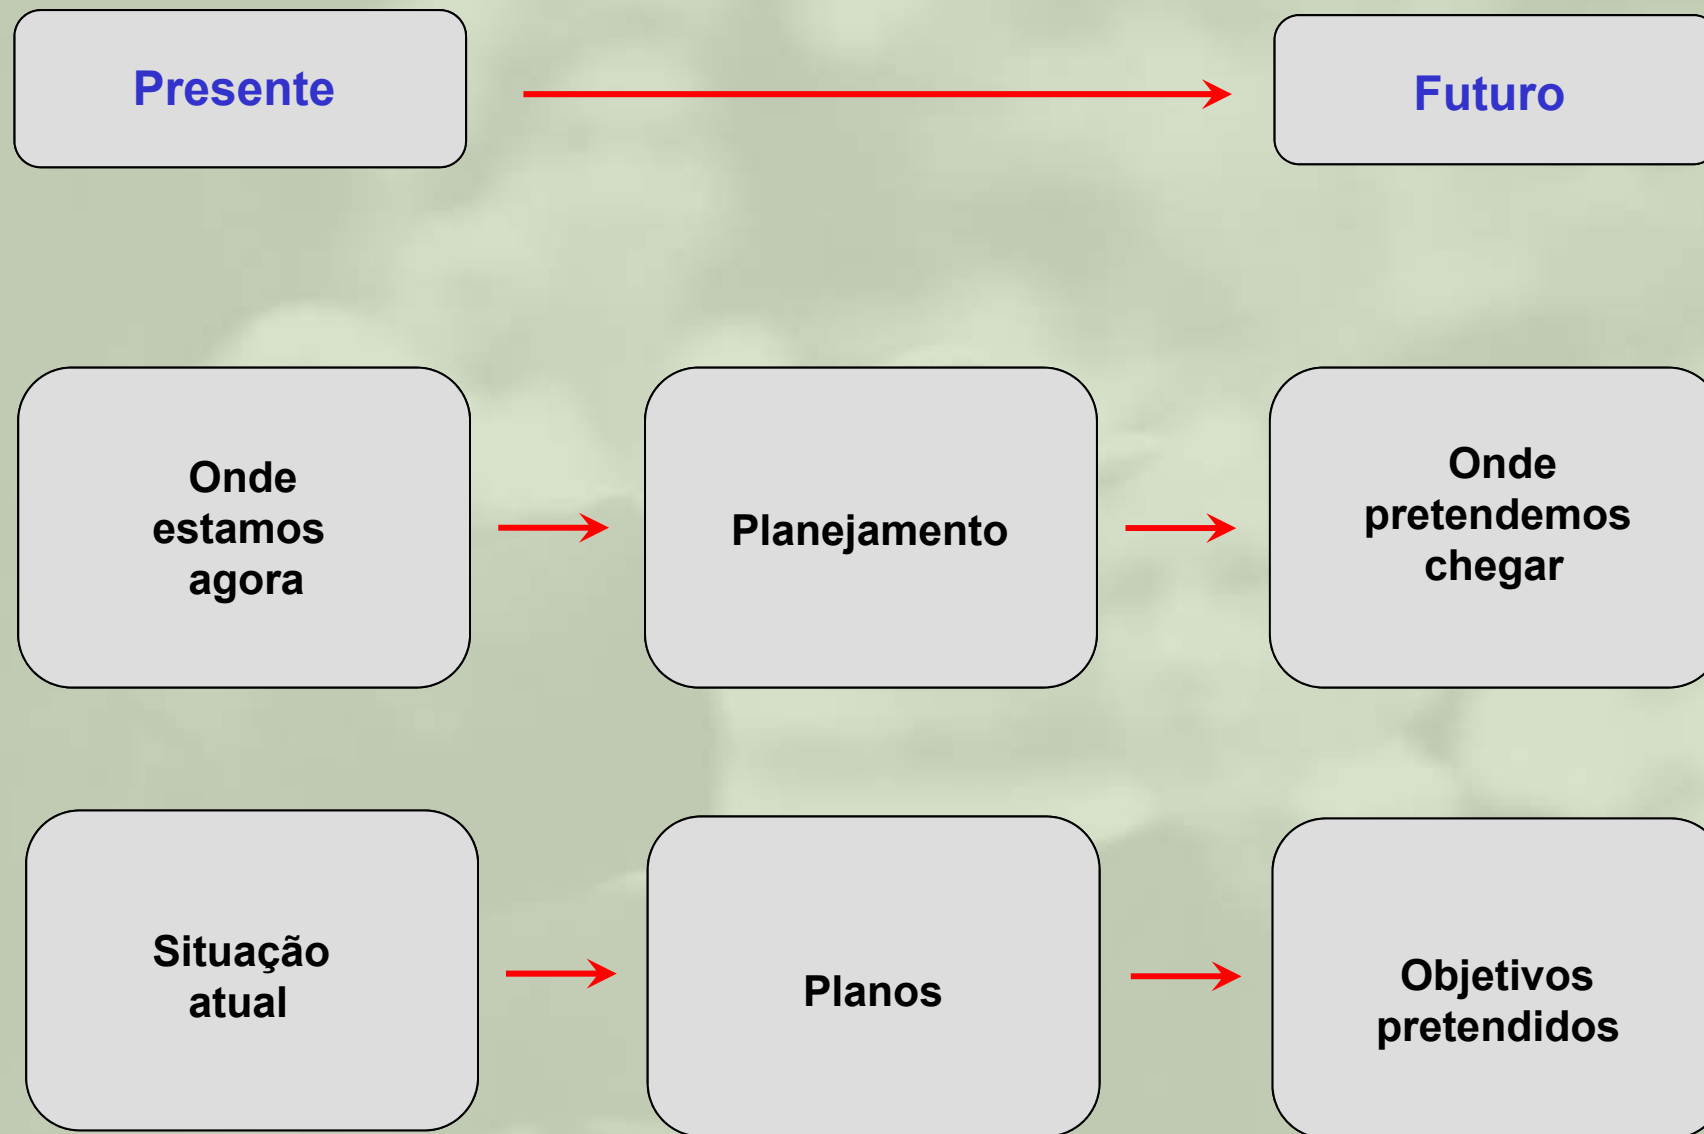 Presente
Futuro
Onde
estamos
agora
Planejamento
Onde
pretendemos
chegar
Situação
atual
Planos
Objetivos
pretendidos